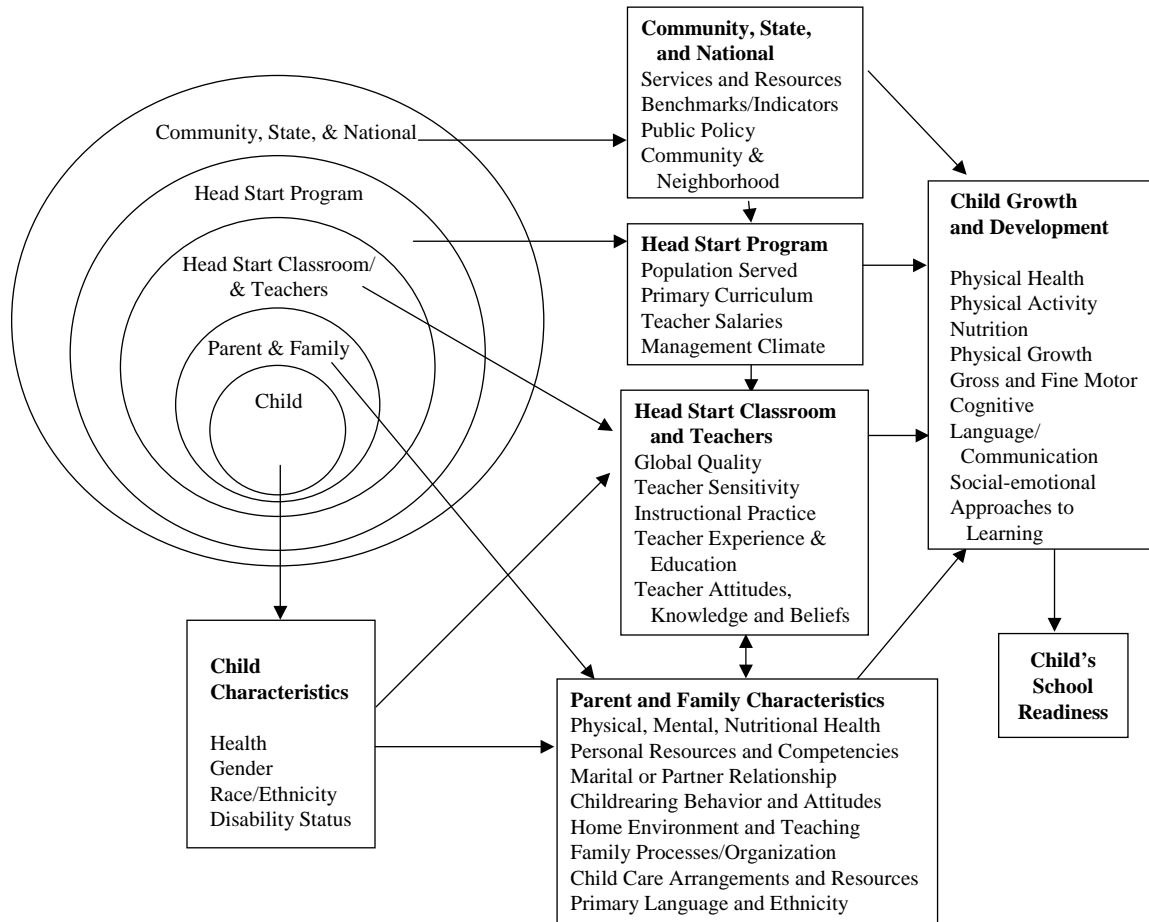 Community, State, & National
Head Start Program
Head Start Classroom/
& Teachers
Parent & Family
Child
Community, State,
and National
Services and Resources
Benchmarks/Indicators
Public Policy
Community &
Neighborhood
Head Start Program
Population Served
Primary Curriculum
Teacher Salaries
Management Climate
Head Start Classroom
and Teachers
Global Quality
Teacher Sensitivity
Instructional Practice
Teacher Experience &
Education
Teacher Attitudes,
Knowledge and Beliefs
Child
Characteristics
Health
Gender
Race/Ethnicity
Disability Status
Parent and Family Characteristics
Physical, Mental, Nutritional Health
Personal Resources and Competencies
Marital or Partner Relationship
Childrearing Behavior and Attitudes
Home Environment and Teaching
Family Processes/Organization
Child Care Arrangements and Resources
Primary Language and Ethnicity
Child Growth
and Development
Physical Health
Physical Activity
Nutrition
Physical Growth
Gross and Fine Motor
Cognitive
Language/
Communication
Social-emotional
Approaches to
Learning
Child’s
School
Readiness